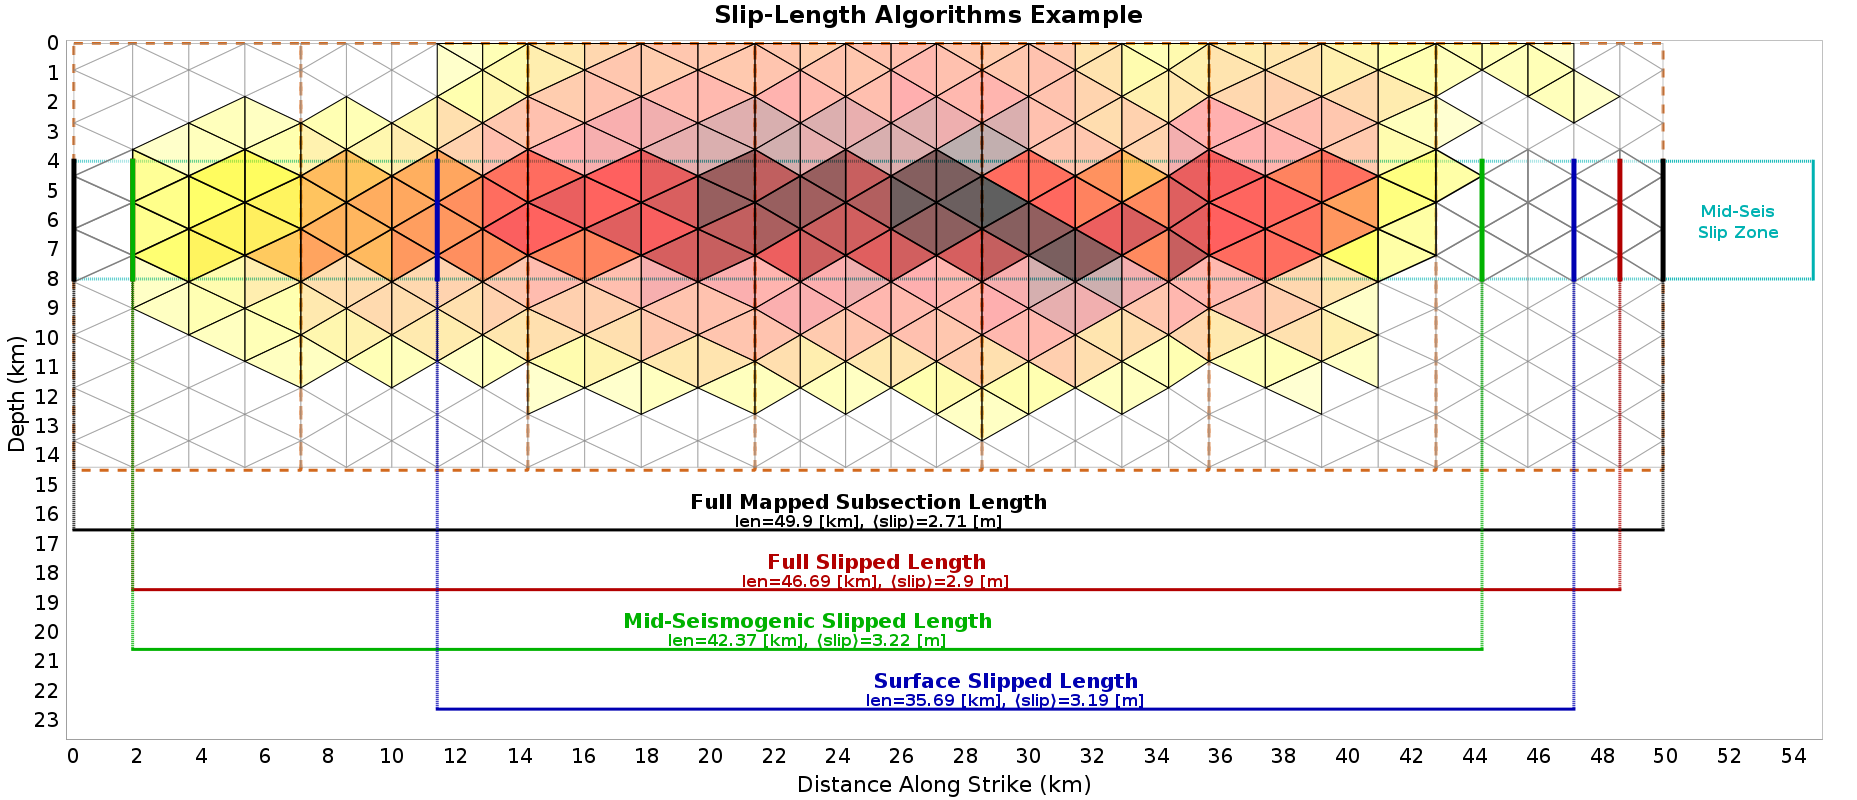 Slip-Length Algorithms Example
0
1
2
3
4
5
6
7
8
9
10
11
12
13
14
15
16
17
18
19
20
21
22
23
Depth (km)
Mid-Seis
Slip Zone
Full Mapped Subsection Length
len=49.9 [km], ⟨slip⟩=2.71 [m]
Full Slipped Length
len=46.69 [km], ⟨slip⟩=2.9 [m]
Mid-Seismogenic Slipped Length
len=42.37 [km], ⟨slip⟩=3.22 [m]
Surface Slipped Length
len=35.69 [km], ⟨slip⟩=3.19 [m]
0 2 4 6 8 10 12 14 16 18 20 22 24 26 28 30 32 34 36 38 40 42 44 46 48 50 52 54
Distance Along Strike (km)